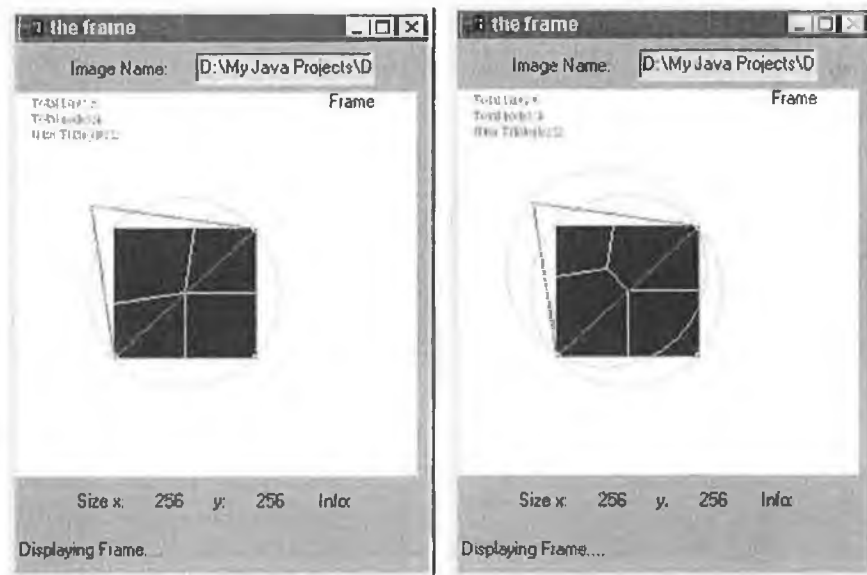 the frame
Image Name: D:\My Java Projects\D
Frame
Size x: 256 y: 256 Info:
Displaying Frame....
the frame
Image Name: D:\My Java Projects\D
Frame
Size x: 256 y. 256 Info:
Displaying Frame....